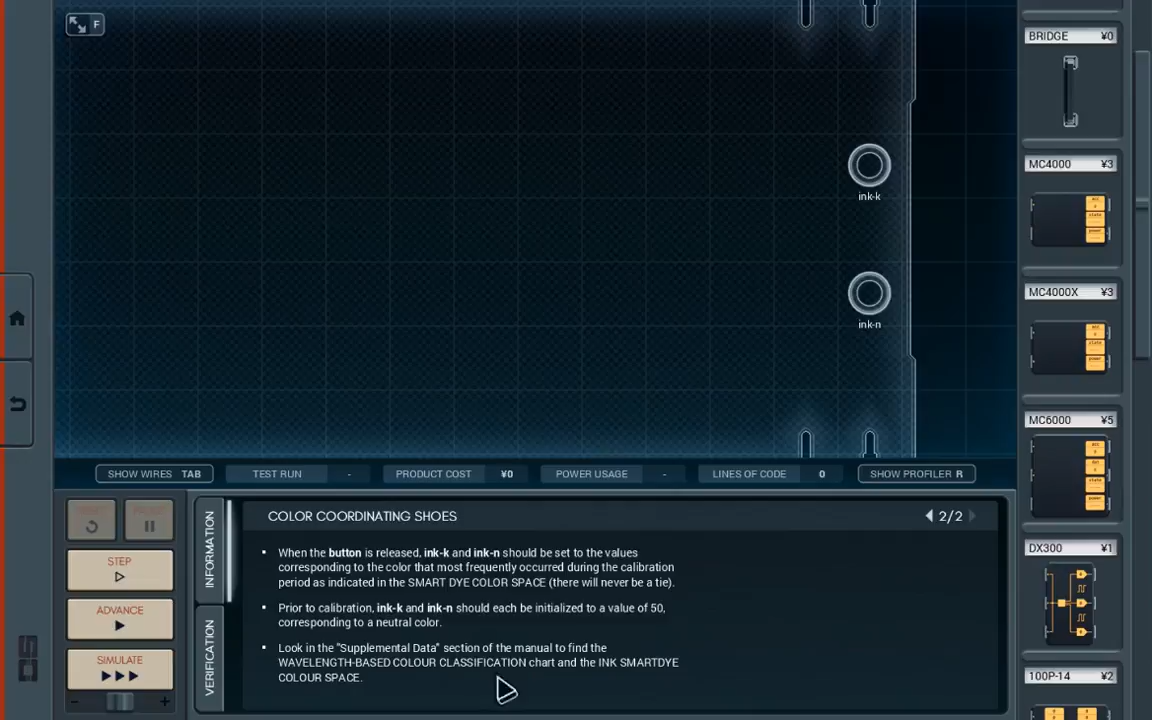 F
BRIDGE ¥0
MC4000 ¥3
ink-k
MC4000X ¥3
ink-n
MC6000 ¥5
SHOW WIRES TAB
TEST RUN -
PRODUCT COST ¥0
POWER USAGE -
LINES OF CODE 0
SHOW PROFILER R
COLOR COORDINATING SHOES
2/2
INFORMATION
VERIFICATION
STEP
ADVANCE
SIMULATE
- +
When the button is released, ink-k and ink-n should be set to the values
corresponding to the color that most frequently occurred during the calibration
period as indicated in the SMART DYE COLOR SPACE (there will never be a tie).
Prior to calibration, ink-k and ink-n should each be initialized to a value of 50,
corresponding to a neutral color.
Look in the "Supplemental Data" section of the manual to find the
WAVELENGTH-BASED COLOUR CLASSIFICATION chart and the INK SMARTDYE
COLOUR SPACE.
DX300 ¥1
100P-14 ¥2